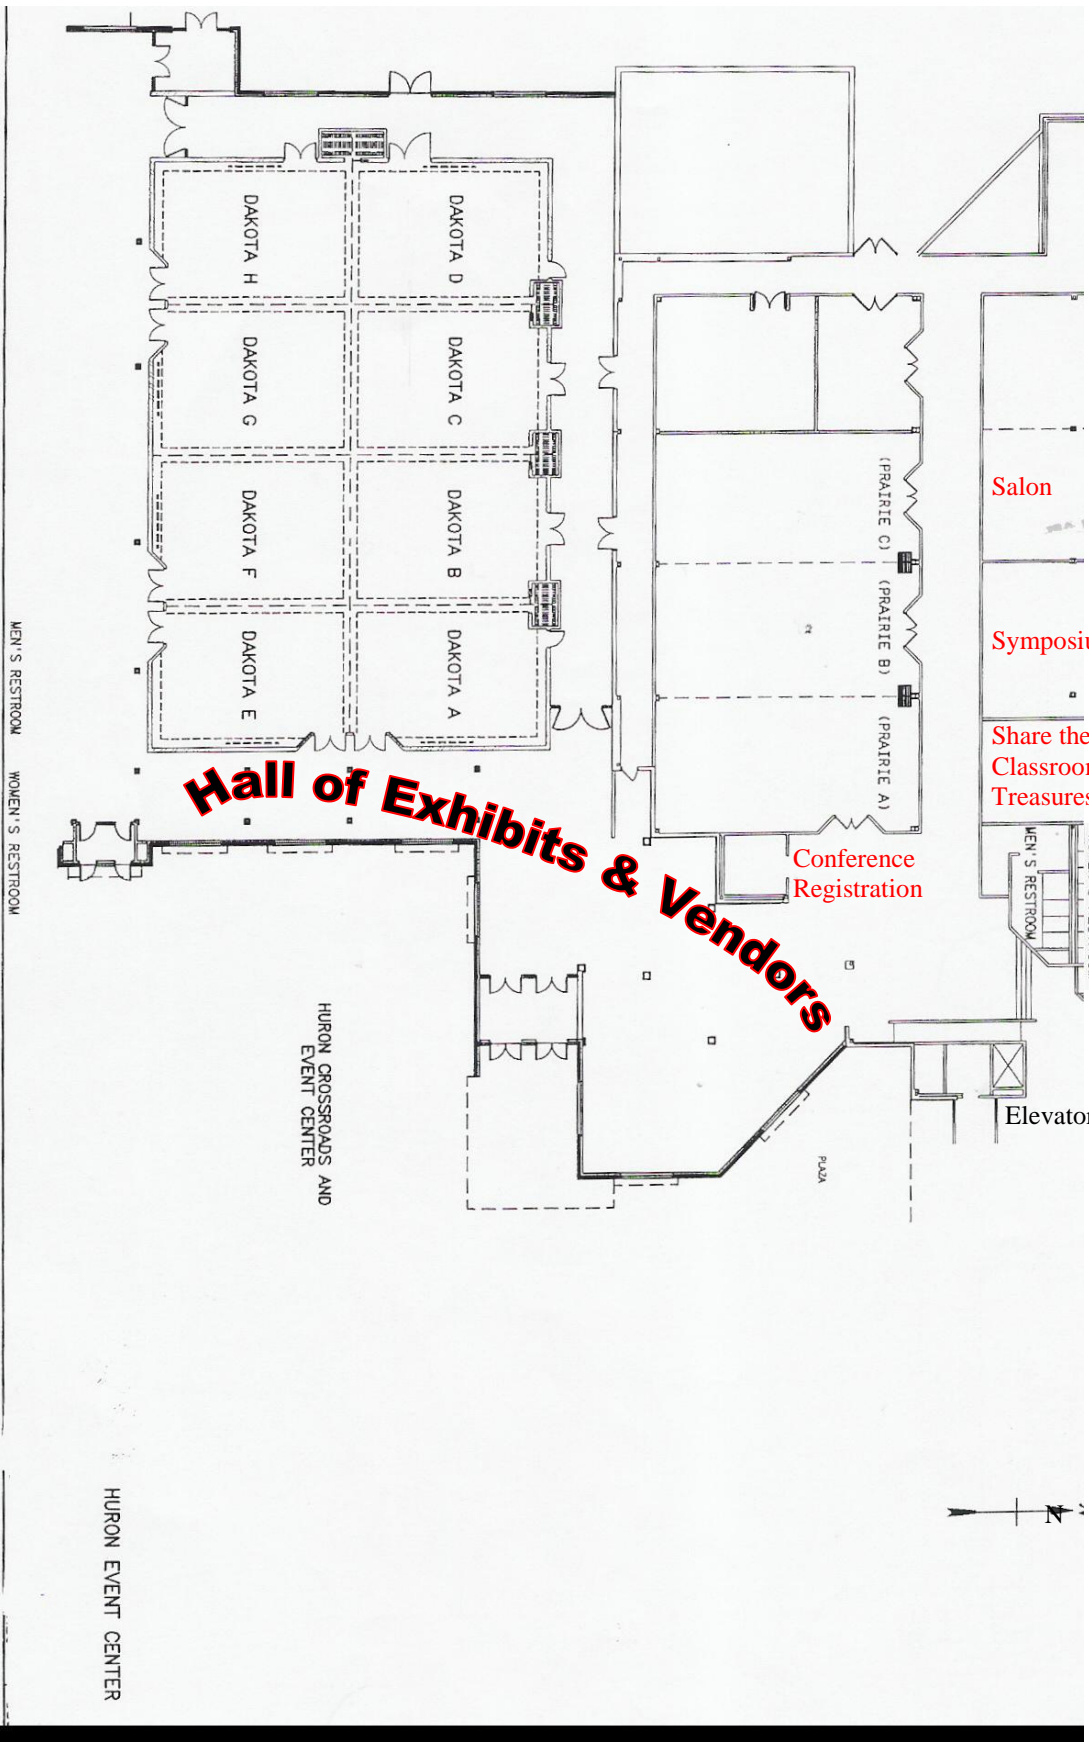 DAKOTA H
DAKOTA D
DAKOTA G
DAKOTA C
DAKOTA F
DAKOTA B
DAKOTA E
DAKOTA A
(PRAIRIE C)
(PRAIRIE B)
(PRAIRIE A)
Salon
Symposiu
Share the
Classroom
Treasures
MEN'S RESTROOM
WOMEN'S RESTROOM
Hall of Exhibits & Vendors
Conference
Registration
MEN'S RESTROOM
Elevator
HURON CROSSROADS AND
EVENT CENTER
PLAZA
N
HURON EVENT CENTER